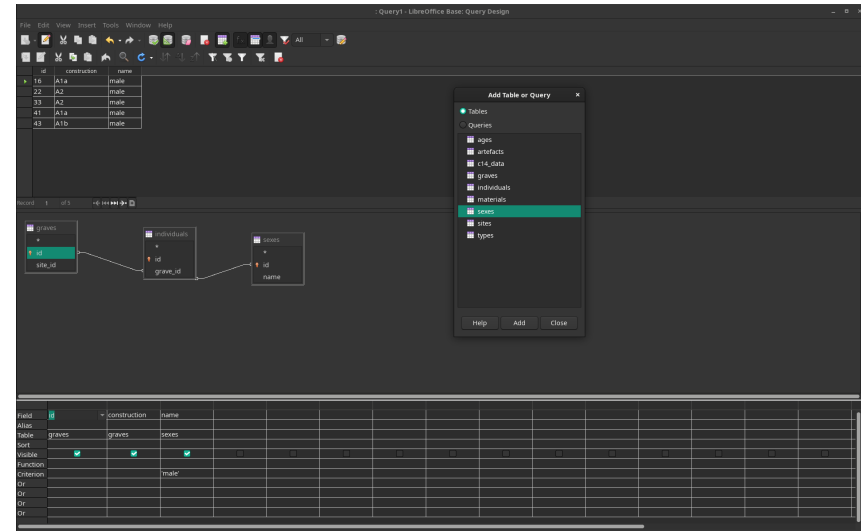 : Query1 - LibreOffice Base: Query Design
File Edit View Insert Tools Window Help
All
id construction name
16 A1a male
22 A2 male
33 A2 male
41 A1a male
43 A1b male
Record 1 of 5
graves
*
id
site_id
individuals
*
id
grave_id
sexes
*
id
name
Add Table or Query
Tables
Queries
ages
artefacts
c14_data
graves
individuals
materials
sexes
sites
types
Help Add Close
Field id construction name
Alias
Table graves graves sexes
Sort
Visible
Function
Criterion 'male'
Or
Or
Or
Or